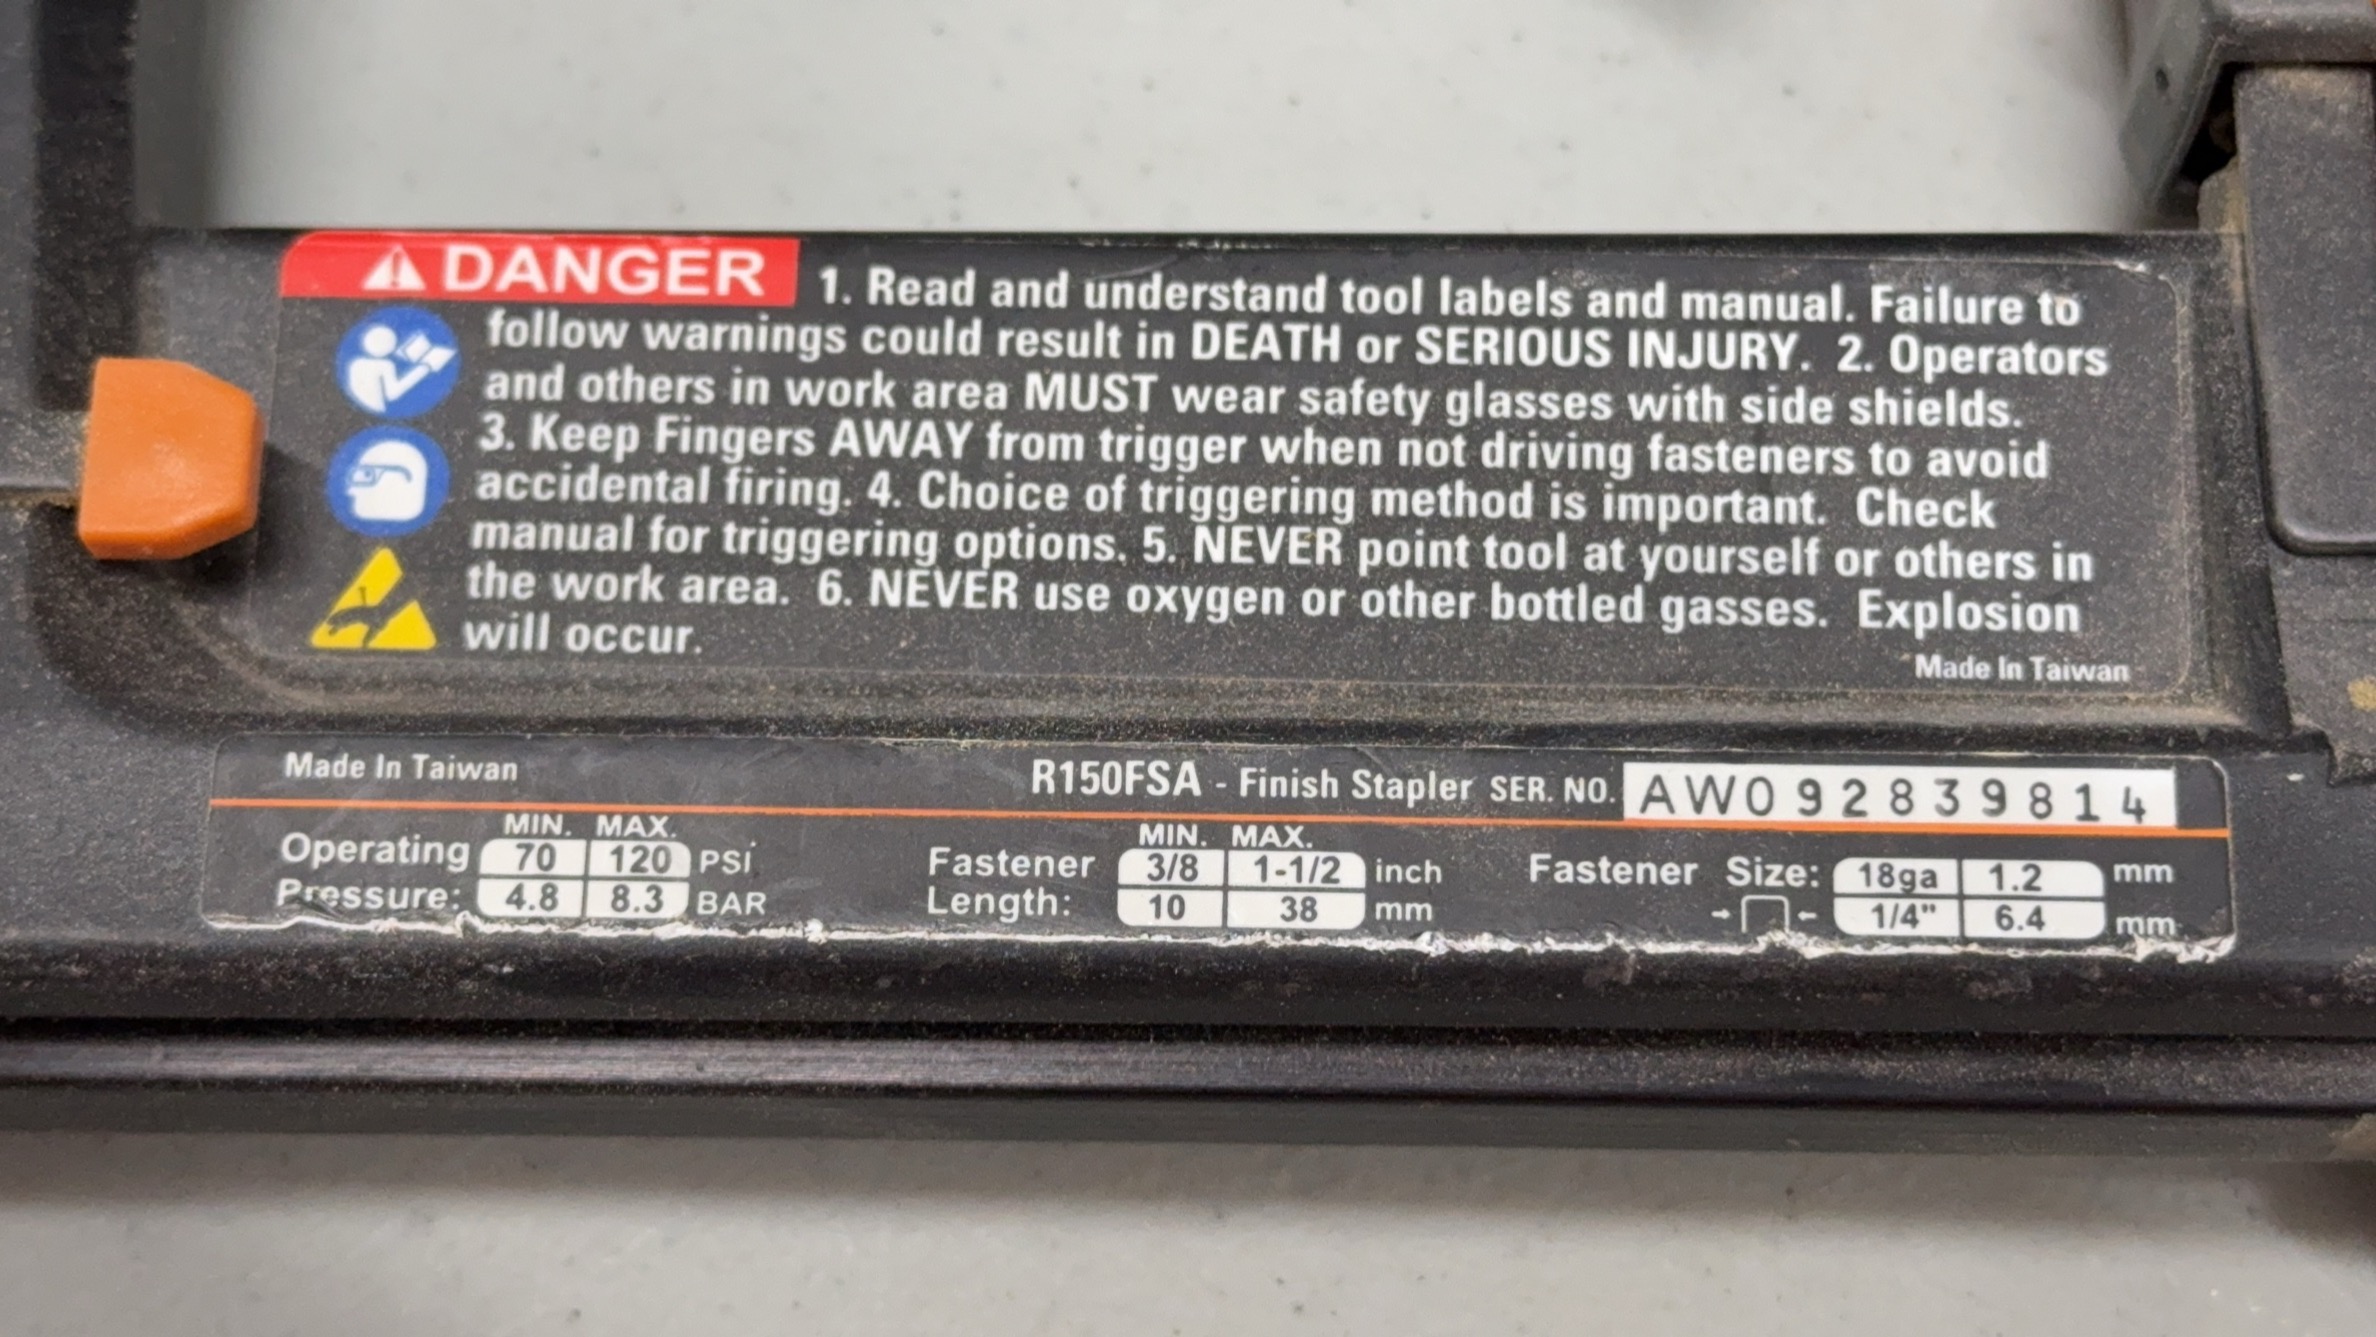 DANGER 1. Read and understand tool labels and manual. Failure to
follow warnings could result in DEATH or SERIOUS INJURY. 2. Operators
and others in work area MUST wear safety glasses with side shields.
3. Keep Fingers AWAY from trigger when not driving fasteners to avoid
accidental firing. 4. Choice of triggering method is important. Check
manual for triggering options. 5. NEVER point tool at yourself or others in
the work area. 6. NEVER use oxygen or other bottled gasses. Explosion
will occur.
Made In Taiwan
Made In Taiwan R150FSA - Finish Stapler SER. NO. AW092839814
MIN. MAX. MIN. MAX.
Operating 70 120 PSi Fastener 3/8 1-1/2 inch Fastener Size: 18ga 1.2 mm
Pressure: 4.8 8.3 BAR Length: 10 38 mm 1/4" 6.4 mm